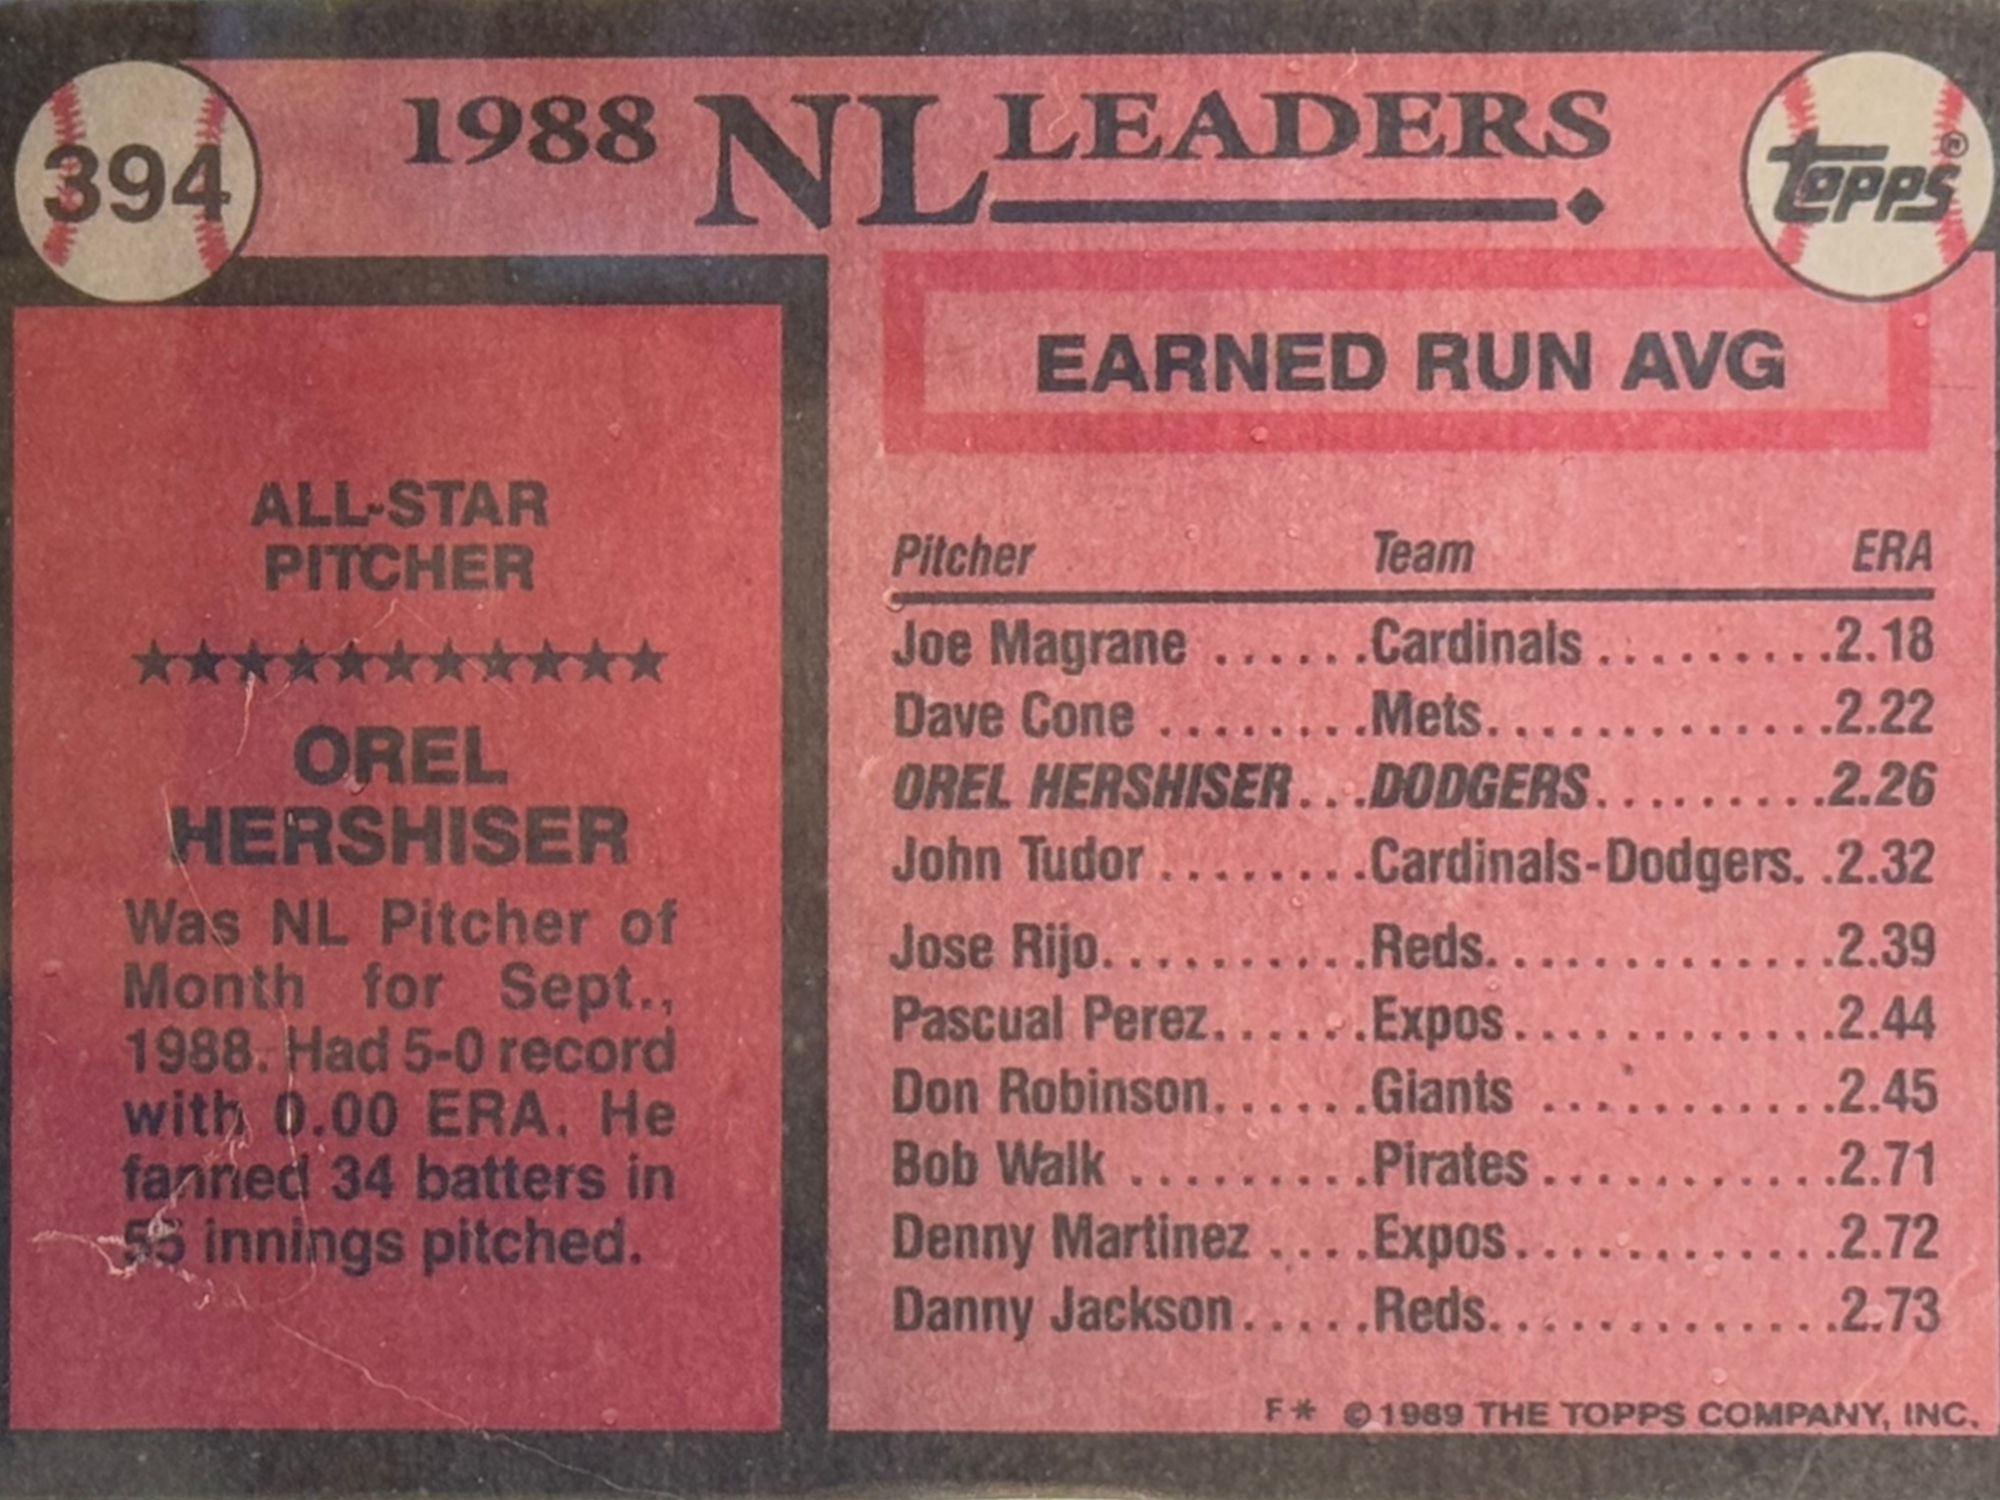 394
1988 NL LEADERS
Topps®
EARNED RUN AVG
ALL-STAR
PITCHER
OREL
HERSHISER
Was NL Pitcher of
Month for Sept.,
1988. Had 5-0 record
with 0.00 ERA. He
fanned 34 batters in
55 innings pitched.
Pitcher Team ERA
Joe Magrane ......Cardinals .........2.18
Dave Cone ........Mets.............2.22
OREL HERSHISER...DODGERS.........2.26
John Tudor ........Cardinals-Dodgers. .2.32
Jose Rijo..........Reds.............2.39
Pascual Perez......Expos............2.44
Don Robinson......Giants ...........2.45
Bob Walk .........Pirates...........2.71
Denny Martinez ....Expos............2.72
Danny Jackson.....Reds.............2.73
F* ©1989 THE TOPPS COMPANY, INC.